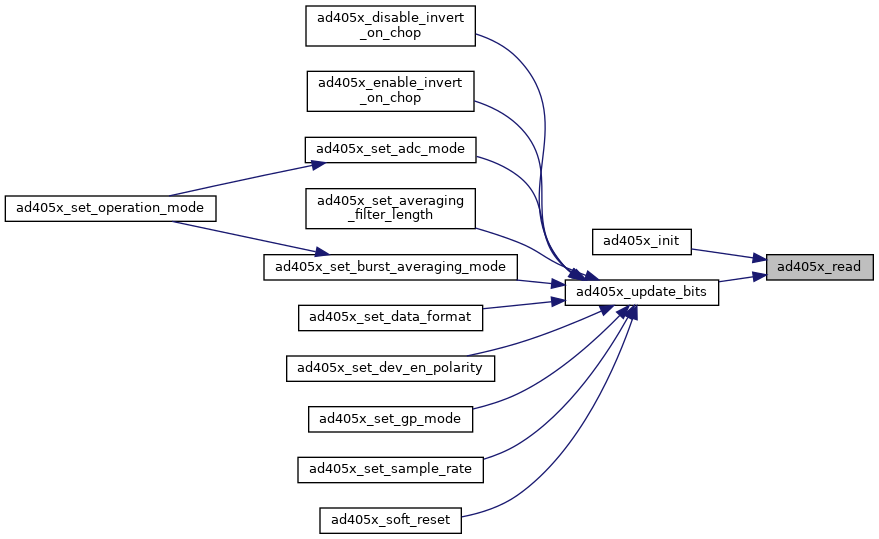 ad405x_disable_invert
_on_chop
ad405x_enable_invert
_on_chop
ad405x_set_adc_mode
ad405x_set_averaging
_filter_length
ad405x_set_operation_mode
ad405x_init
ad405x_set_burst_averaging_mode
ad405x_read
ad405x_update_bits
ad405x_set_data_format
ad405x_set_dev_en_polarity
ad405x_set_gp_mode
ad405x_set_sample_rate
ad405x_soft_reset